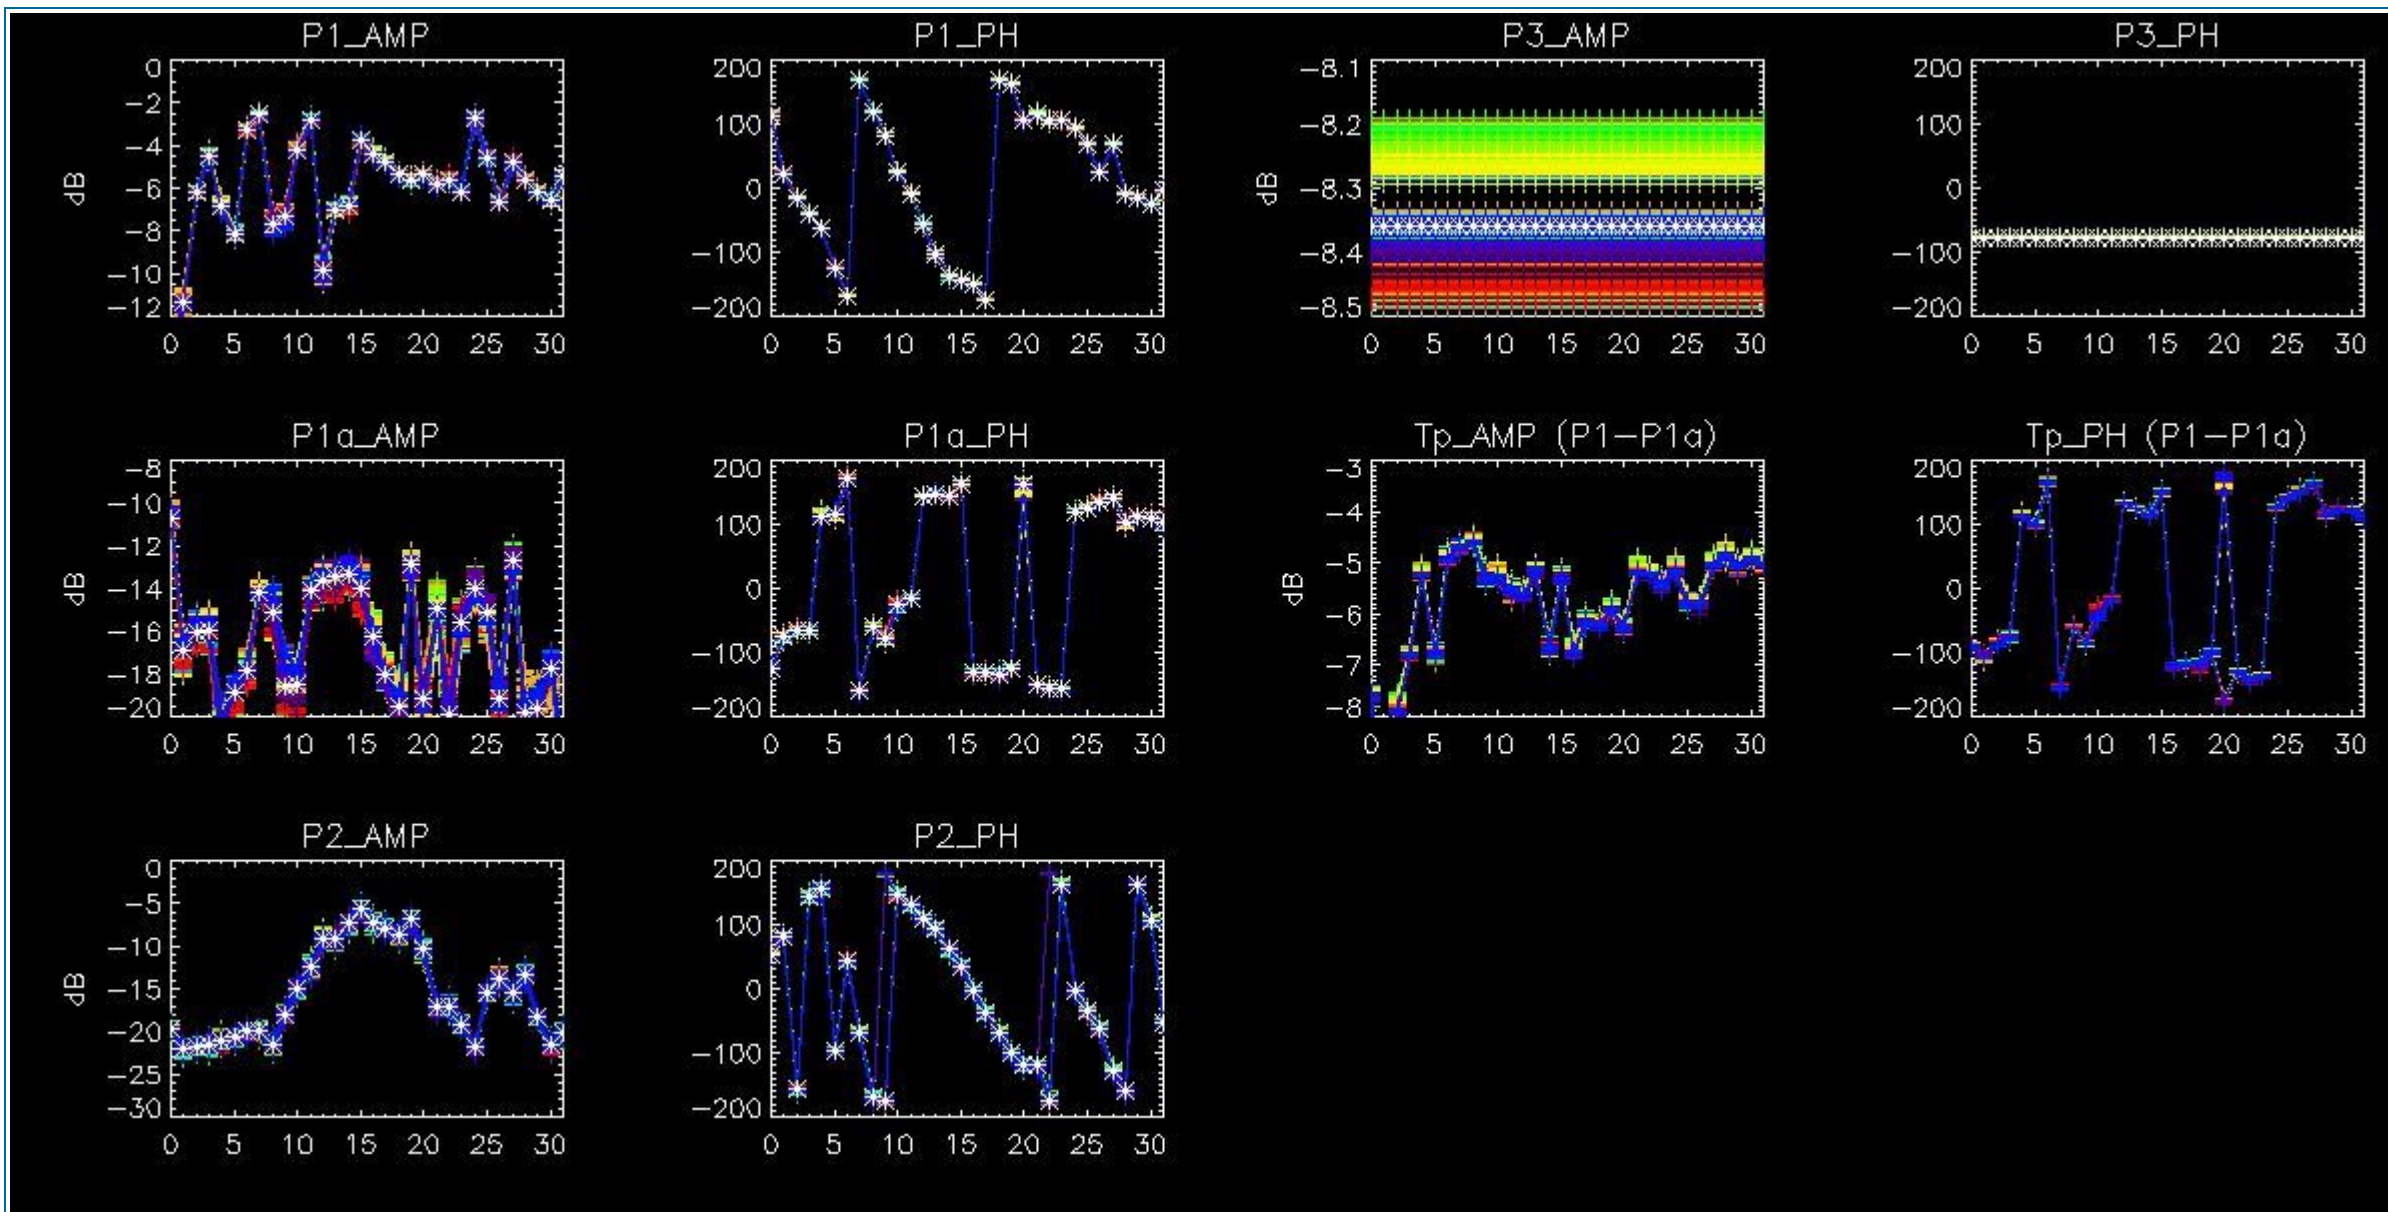 P1_AMP P1_PH P3_AMP P3_PH
0 200 -8.1 200
-2 100 -8.2 100
-4 0 -8.3 0
-6 -100 -8.4 -100
-8 -200 -8.5 -200
-10
-12
dB dB
0 5 10 15 20 25 30 0 5 10 15 20 25 30 0 5 10 15 20 25 30 0 5 10 15 20 25 30
P1a_AMP P1a_PH Tp_AMP (P1-P1a) Tp_PH (P1-P1a)
-8 200 -3 200
-10 100 -4 100
-12 0 -5 0
-14 -100 -6 -100
-16 -200 -7 -200
-18 -8
-20
dB dB
0 5 10 15 20 25 30 0 5 10 15 20 25 30 0 5 10 15 20 25 30 0 5 10 15 20 25 30
P2_AMP P2_PH
0 200
-5 100
-10 0
-15 -100
-20 -200
-25
-30
dB
0 5 10 15 20 25 30 0 5 10 15 20 25 30